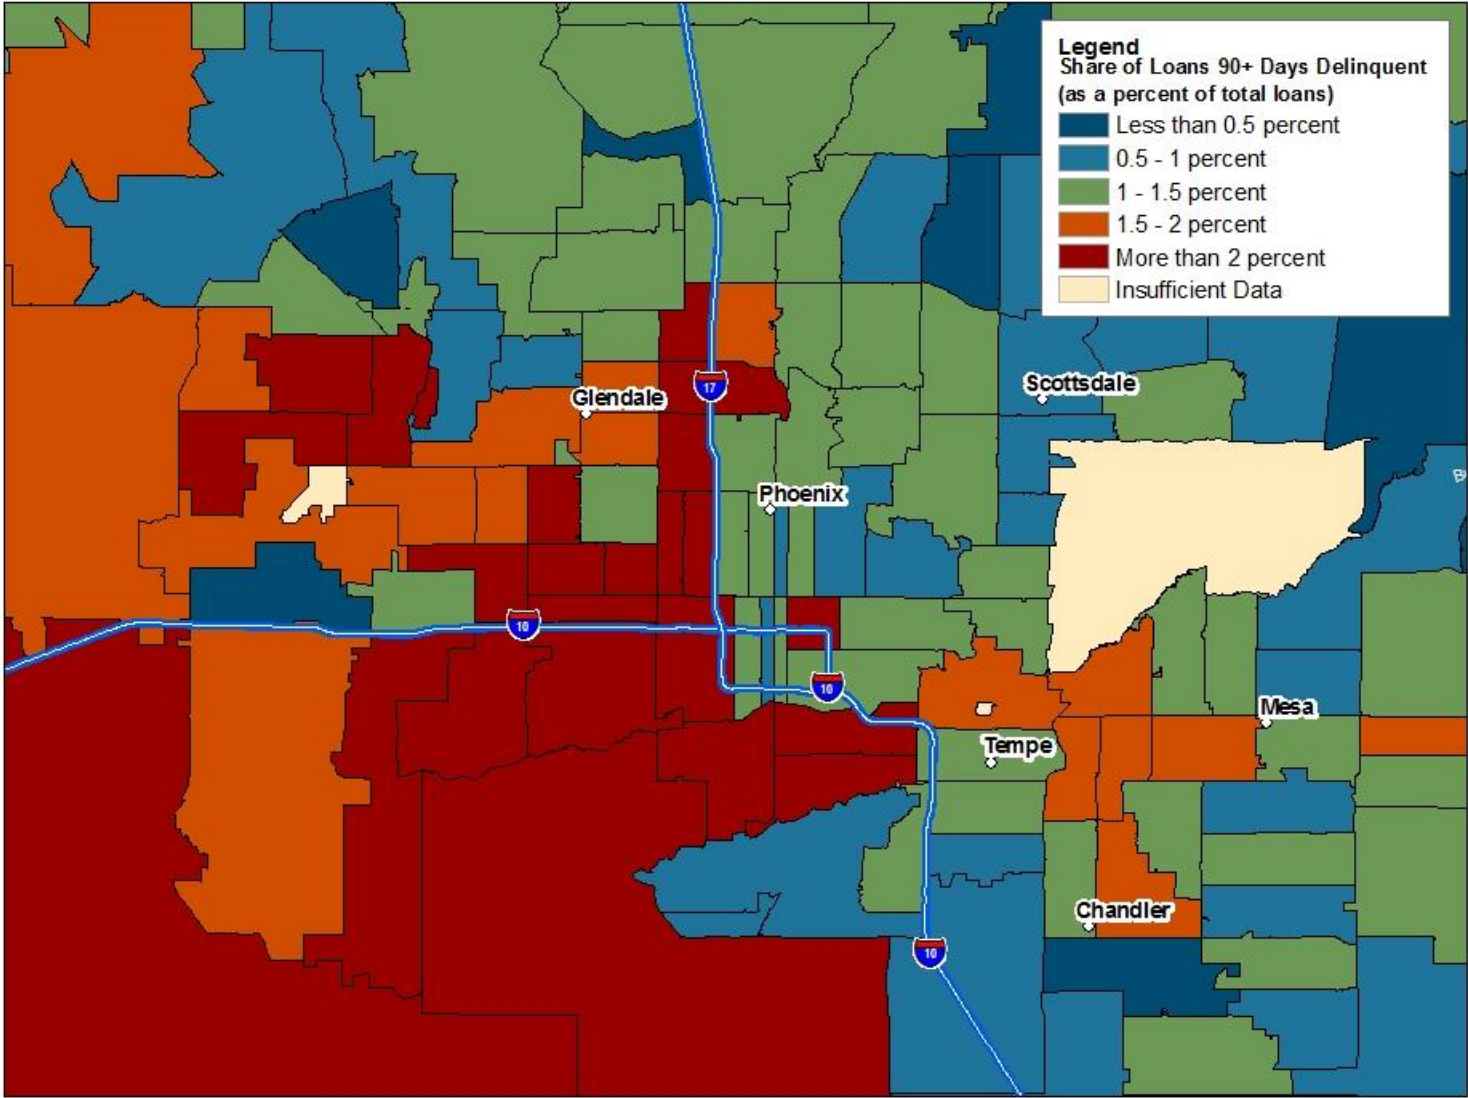 Legend
Share of Loans 90+ Days Delinquent
(as a percent of total loans)
Less than 0.5 percent
0.5 - 1 percent
1 - 1.5 percent
1.5 - 2 percent
More than 2 percent
Insufficient Data
17
Glendale
Scottsdale
Phoenix
10
10
Mesa
Tempe
Chandler
10